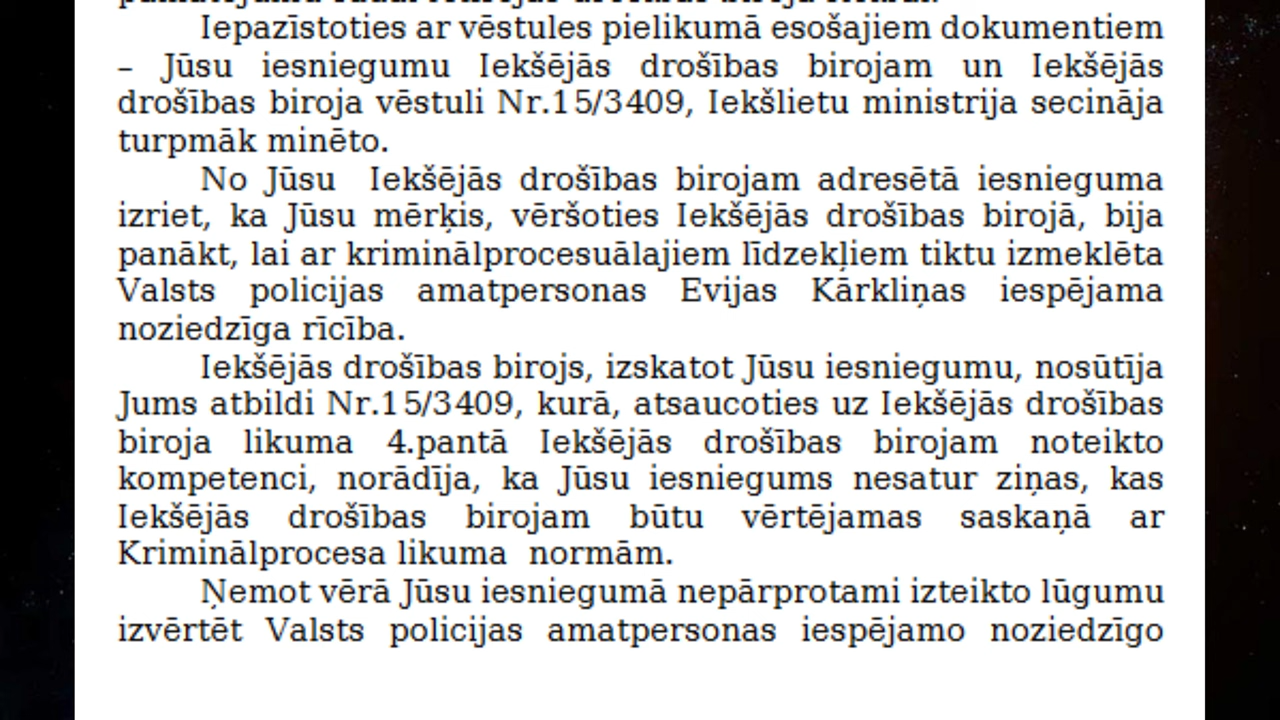 Iepazīstoties ar vēstules pielikumā esošajiem dokumentiem
– Jūsu iesniegumu Iekšējās drošības birojam un Iekšējās
drošības biroja vēstuli Nr.15/3409, Iekšlietu ministrija secināja
turpmāk minēto.
No Jūsu  Iekšējās drošības birojam adresētā iesnieguma
izriet, ka Jūsu mērķis, vēršoties Iekšējās drošības birojā, bija
panākt, lai ar kriminālprocesuālajiem līdzekļiem tiktu izmeklēta
Valsts policijas amatpersonas Evijas Kārkliņas iespējama
noziedzīga rīcība.
Iekšējās drošības birojs, izskatot Jūsu iesniegumu, nosūtīja
Jums atbildi Nr.15/3409, kurā, atsaucoties uz Iekšējās drošības
biroja likuma 4.pantā Iekšējās drošības birojam noteikto
kompetenci, norādīja, ka Jūsu iesniegums nesatur ziņas, kas
Iekšējās drošības birojam būtu vērtējamas saskaņā ar
Kriminālprocesa likuma  normām.
Ņemot vērā Jūsu iesniegumā nepārprotami izteikto lūgumu
izvērtēt Valsts policijas amatpersonas iespējamo noziedzīgo